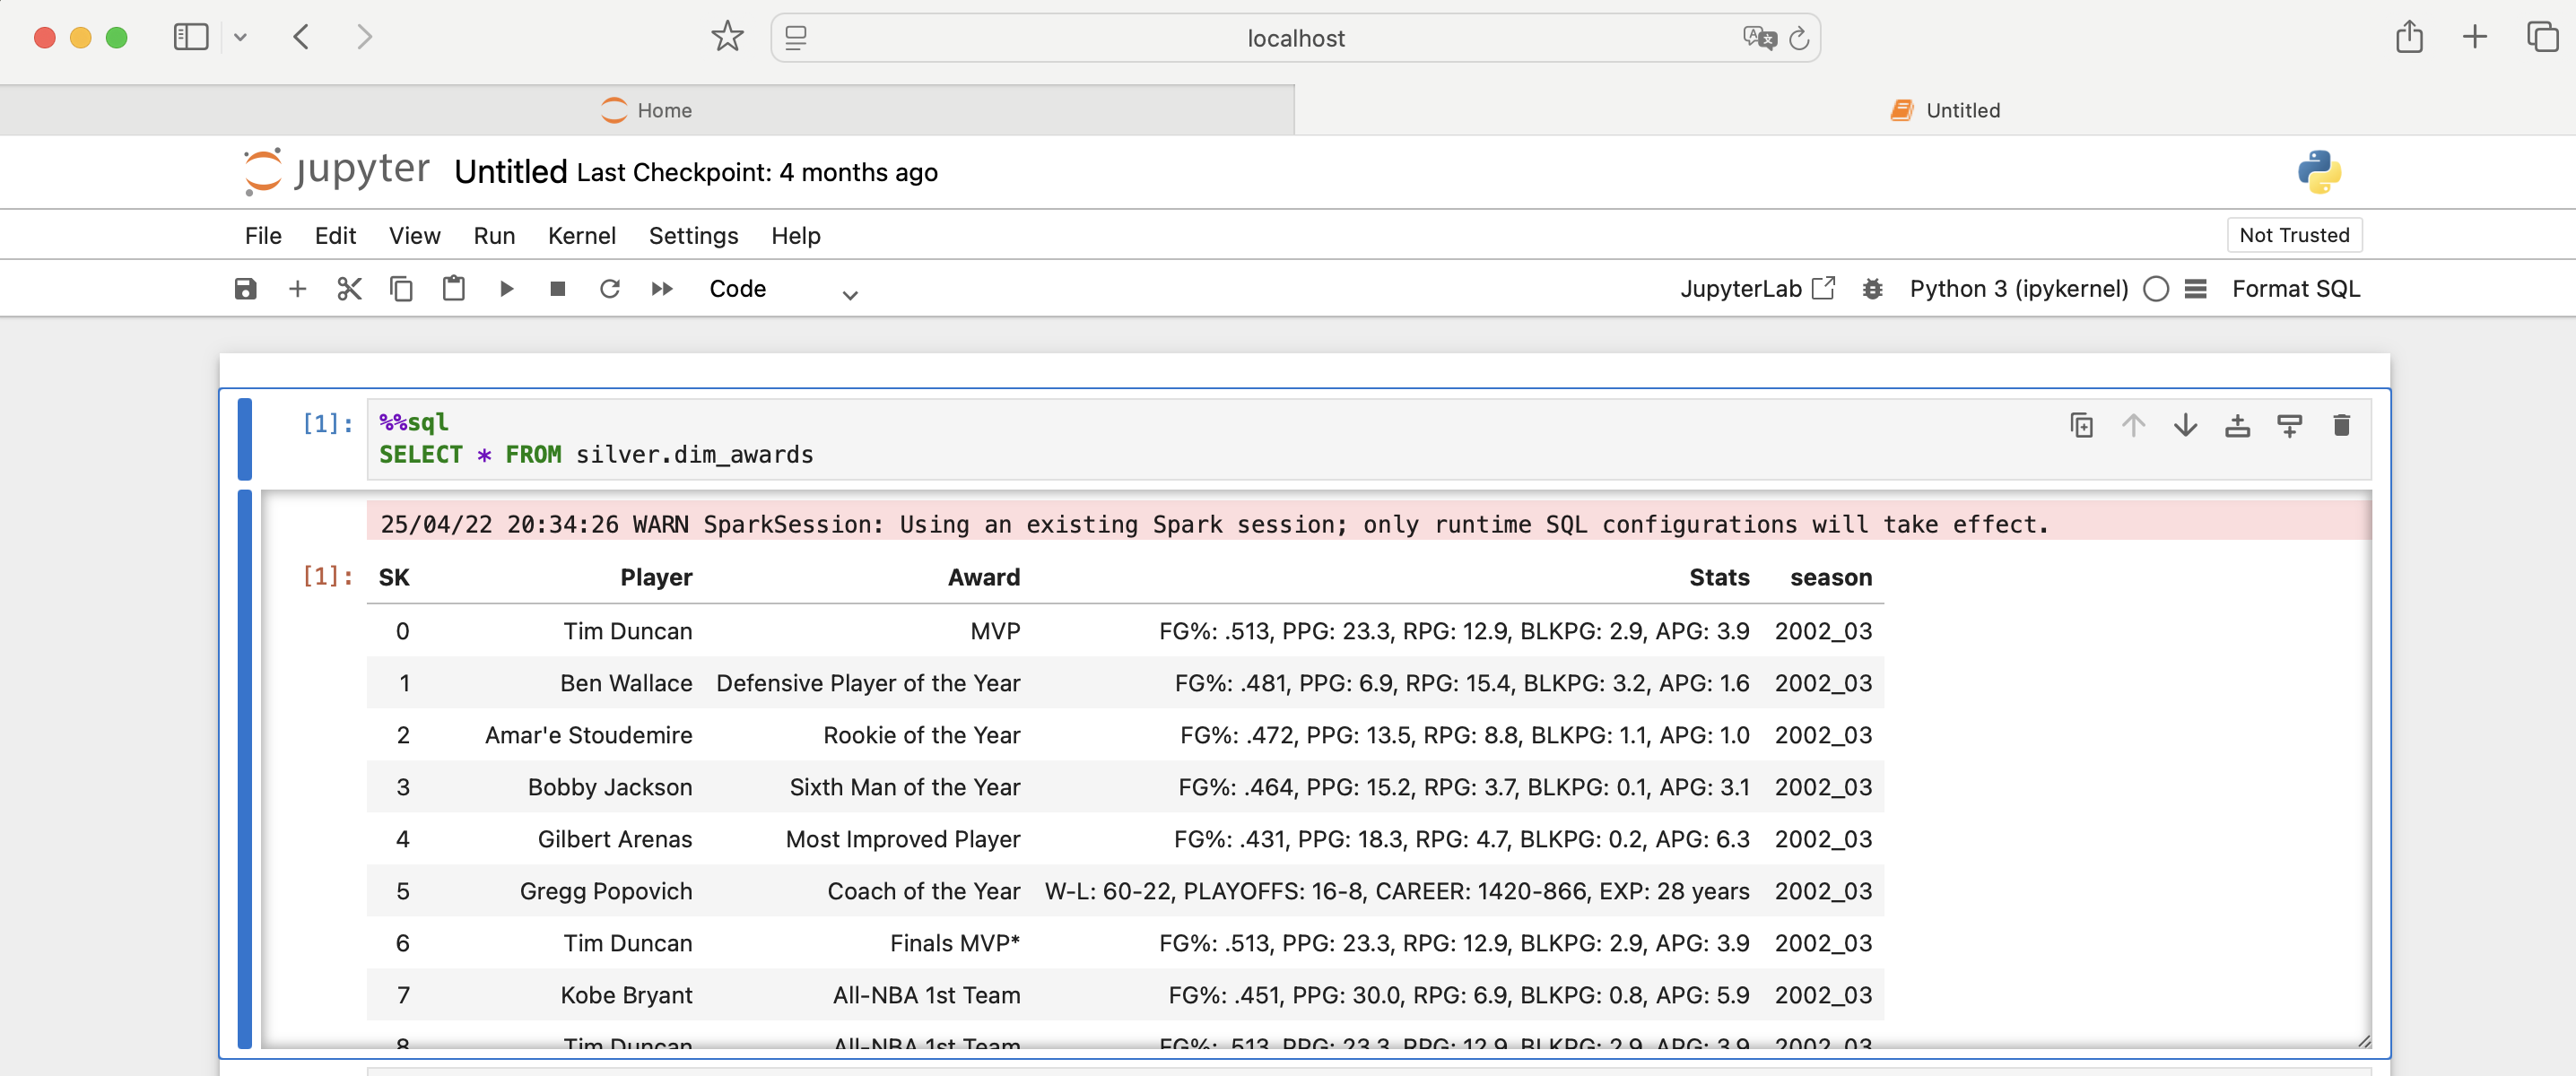 localhost
Home
Untitled
jupyter Untitled Last Checkpoint: 4 months ago
File Edit View Run Kernel Settings Help Not Trusted
Code JupyterLab Python 3 (ipykernel) Format SQL
[1]: %%sql
SELECT * FROM silver.dim_awards
25/04/22 20:34:26 WARN SparkSession: Using an existing Spark session; only runtime SQL configurations will take effect.
[1]: SK Player Award Stats season
0 Tim Duncan MVP FG%: .513, PPG: 23.3, RPG: 12.9, BLKPG: 2.9, APG: 3.9 2002_03
1 Ben Wallace Defensive Player of the Year FG%: .481, PPG: 6.9, RPG: 15.4, BLKPG: 3.2, APG: 1.6 2002_03
2 Amar'e Stoudemire Rookie of the Year FG%: .472, PPG: 13.5, RPG: 8.8, BLKPG: 1.1, APG: 1.0 2002_03
3 Bobby Jackson Sixth Man of the Year FG%: .464, PPG: 15.2, RPG: 3.7, BLKPG: 0.1, APG: 3.1 2002_03
4 Gilbert Arenas Most Improved Player FG%: .431, PPG: 18.3, RPG: 4.7, BLKPG: 0.2, APG: 6.3 2002_03
5 Gregg Popovich Coach of the Year W-L: 60-22, PLAYOFFS: 16-8, CAREER: 1420-866, EXP: 28 years 2002_03
6 Tim Duncan Finals MVP* FG%: .513, PPG: 23.3, RPG: 12.9, BLKPG: 2.9, APG: 3.9 2002_03
7 Kobe Bryant All-NBA 1st Team FG%: .451, PPG: 30.0, RPG: 6.9, BLKPG: 0.8, APG: 5.9 2002_03
8 Tim Duncan All-NBA 1st Team FG%: .513, PPG: 23.3, RPG: 12.9, BLKPG: 2.9, APG: 3.9 2002_03